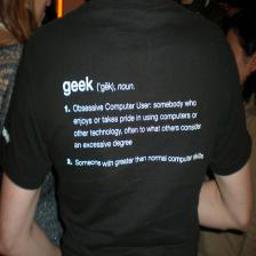 geek ('gēk), noun.
1. Obsessive Computer User: somebody who
enjoys or takes pride in using computers or
other technology, often to what others consider
an excessive degree
2. Someone with greater than normal computer skills